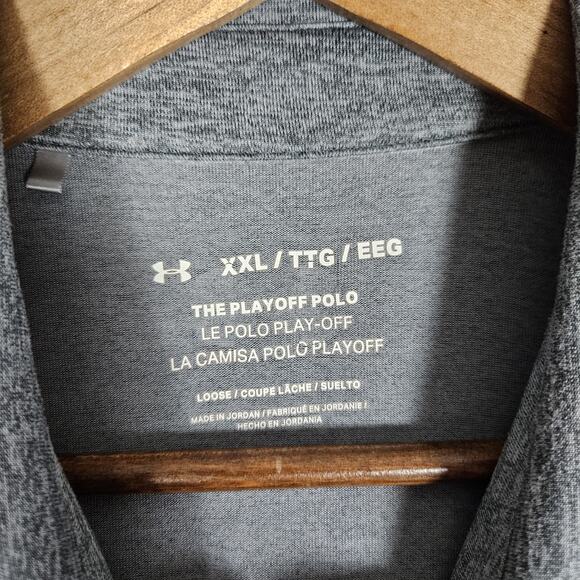 XXL / TTG / EEG
THE PLAYOFF POLO
LE POLO PLAY-OFF
LA CAMISA POLO PLAYOFF
LOOSE / COUPE LÂCHE / SUELTO
MADE IN JORDAN / FABRIQUÉ EN JORDANIE /
HECHO EN JORDANIA